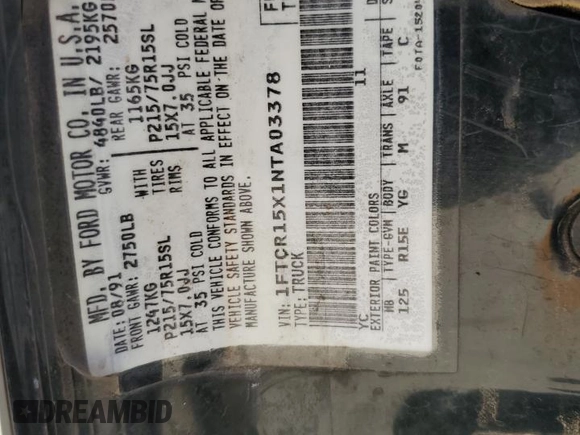 MFD. BY FORD MOTOR CO. IN U.S.A.
DATE: 08/91
GVWR: 4840LB/ 2195KG
FRONT GAWR: 2750LB
REAR GAWR: 2570
1247KG
WITH
1165KG
P215/75R15SL
TIRES
P215/75R15SL
15X7.0JJ
RIMS
15X7.0JJ
AT 35 PSI COLD
AT 35 PSI COLD
THIS VEHICLE CONFORMS TO ALL APPLICABLE FEDERAL
VEHICLE SAFETY STANDARDS IN EFFECT ON THE DATE OF
MANUFACTURE SHOWN ABOVE.
VIN: 1FTCR15X1NTA03378
TYPE: TRUCK
11
YC
EXTERIOR PAINT COLORS
WB TYPE-GVW BODY TRANS AXLE TAPE
125 R15E YG M 91 C
DREAMBID